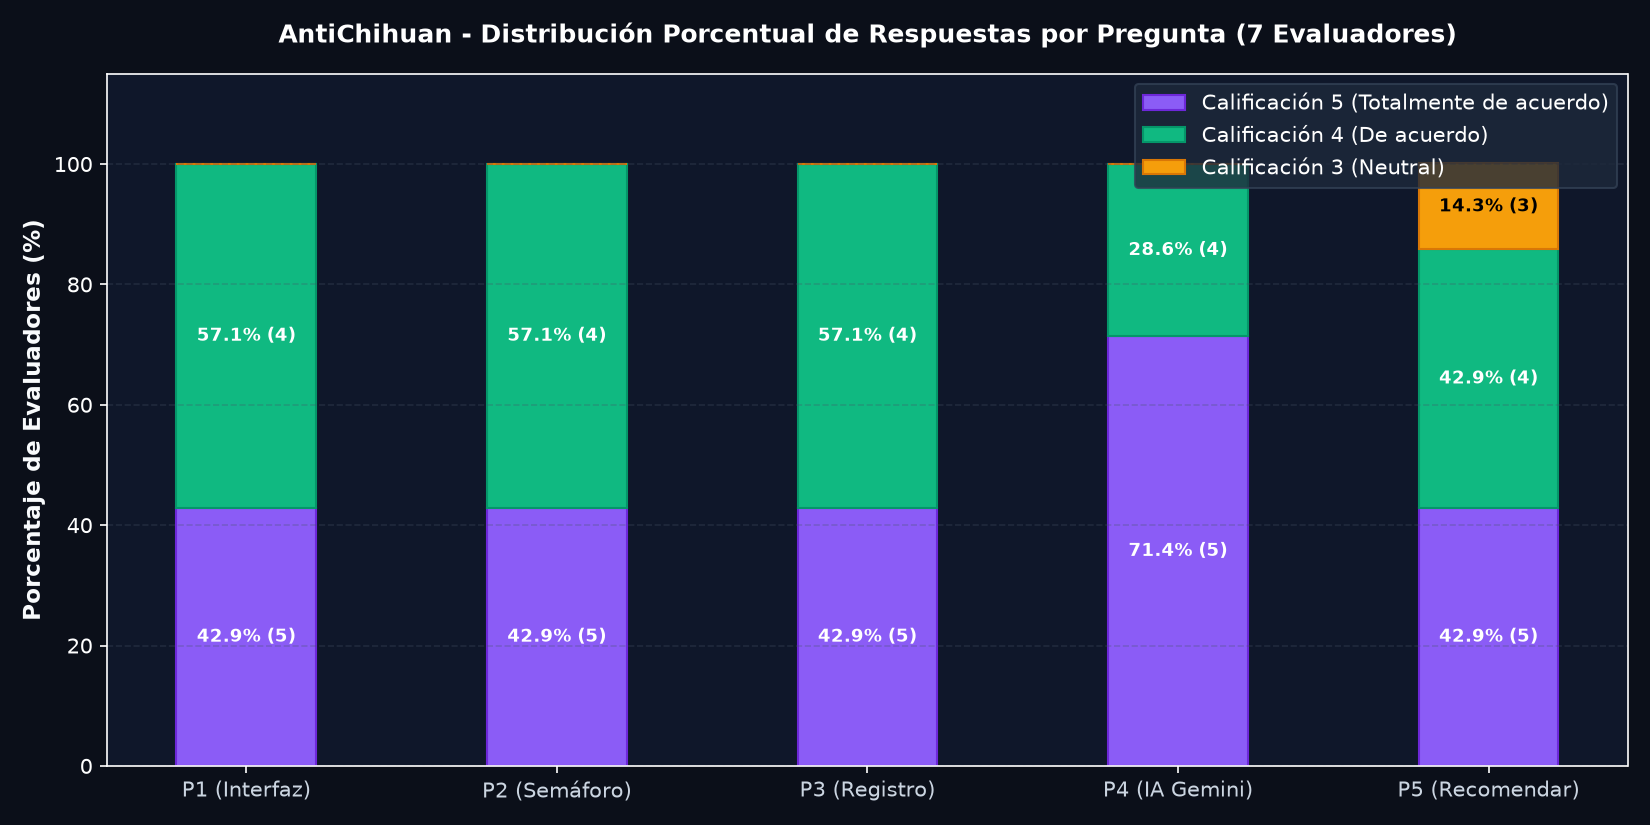 AntiChihuan - Distribución Porcentual de Respuestas por Pregunta (7 Evaluadores)
Calificación 5 (Totalmente de acuerdo)
Calificación 4 (De acuerdo)
Calificación 3 (Neutral)
Porcentaje de Evaluadores (%)
100
80
60
40
20
0
57.1% (4)
42.9% (5)
57.1% (4)
42.9% (5)
57.1% (4)
42.9% (5)
28.6% (4)
71.4% (5)
14.3% (3)
42.9% (4)
42.9% (5)
P1 (Interfaz)
P2 (Semáforo)
P3 (Registro)
P4 (IA Gemini)
P5 (Recomendar)